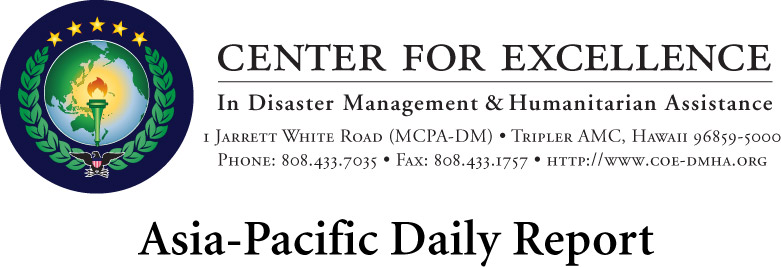 CENTER FOR EXCELLENCE
In Disaster Management & Humanitarian Assistance
1 Jarrett White Road (MCPA-DM) • Tripler AMC, Hawaii 96859-5000
Phone: 808.433.7035 • Fax: 808.433.1757 • http://www.coe-dmha.org
Asia-Pacific Daily Report